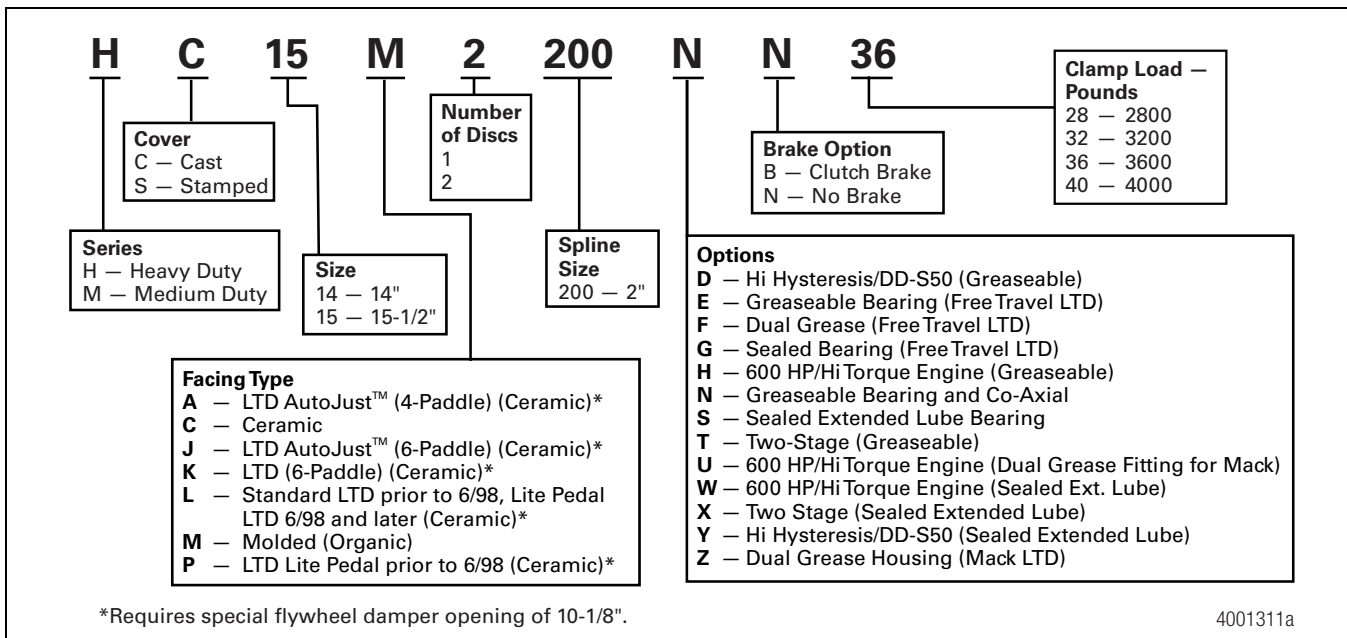 H C 15 M 2 200 N N 36
Clamp Load —
Pounds
28 — 2800
32 — 3200
36 — 3600
40 — 4000
Number
of Discs
1
2
Cover
C — Cast
S — Stamped
Brake Option
B — Clutch Brake
N — No Brake
Series
H — Heavy Duty
M — Medium Duty
Size
14 — 14"
15 — 15-1/2"
Spline
Size
200 — 2"
Options
D — Hi Hysteresis/DD-S50 (Greaseable)
E — Greaseable Bearing (Free Travel LTD)
F — Dual Grease (Free Travel LTD)
G — Sealed Bearing (Free Travel LTD)
H — 600 HP/Hi Torque Engine (Greaseable)
N — Greaseable Bearing and Co-Axial
S — Sealed Extended Lube Bearing
T — Two-Stage (Greaseable)
U — 600 HP/Hi Torque Engine (Dual Grease Fitting for Mack)
W — 600 HP/Hi Torque Engine (Sealed Ext. Lube)
X — Two Stage (Sealed Extended Lube)
Y — Hi Hysteresis/DD-S50 (Sealed Extended Lube)
Z — Dual Grease Housing (Mack LTD)
Facing Type
A — LTD AutoJust™ (4-Paddle) (Ceramic)*
C — Ceramic
J — LTD AutoJust™ (6-Paddle) (Ceramic)*
K — LTD (6-Paddle) (Ceramic)*
L — Standard LTD prior to 6/98, Lite Pedal
LTD 6/98 and later (Ceramic)*
M — Molded (Organic)
P — LTD Lite Pedal prior to 6/98 (Ceramic)*
*Requires special flywheel damper opening of 10-1/8".
4001311a